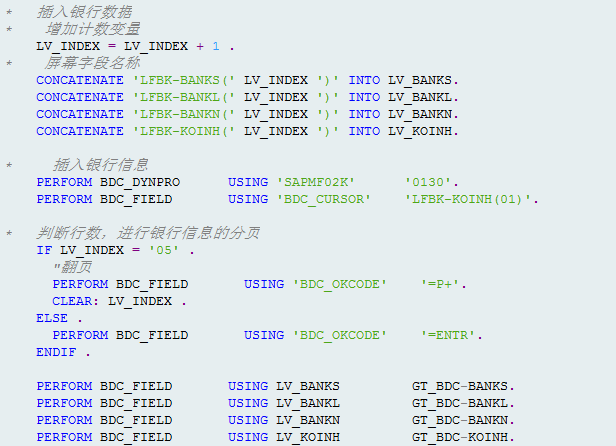 *   插入银行数据
*    增加计数变量
    LV_INDEX = LV_INDEX + 1 .
*    屏幕字段名称
    CONCATENATE 'LFBK-BANKS(' LV_INDEX ')' INTO LV_BANKS.
    CONCATENATE 'LFBK-BANKL(' LV_INDEX ')' INTO LV_BANKL.
    CONCATENATE 'LFBK-BANKN(' LV_INDEX ')' INTO LV_BANKN.
    CONCATENATE 'LFBK-KOINH(' LV_INDEX ')' INTO LV_KOINH.
*     插入银行信息
    PERFORM BDC_DYNPRO      USING 'SAPMF02K'      '0130'.
    PERFORM BDC_FIELD       USING 'BDC_CURSOR'    'LFBK-KOINH(01)'.
*   判断行数, 进行银行信息的分页
    IF LV_INDEX = '05' .
      "翻页
      PERFORM BDC_FIELD       USING 'BDC_OKCODE'    '=P+'.
      CLEAR: LV_INDEX .
    ELSE .
      PERFORM BDC_FIELD       USING 'BDC_OKCODE'    '=ENTR'.
    ENDIF .
    PERFORM BDC_FIELD       USING LV_BANKS         GT_BDC-BANKS.
    PERFORM BDC_FIELD       USING LV_BANKL         GT_BDC-BANKL.
    PERFORM BDC_FIELD       USING LV_BANKN         GT_BDC-BANKN.
    PERFORM BDC_FIELD       USING LV_KOINH         GT_BDC-KOINH.